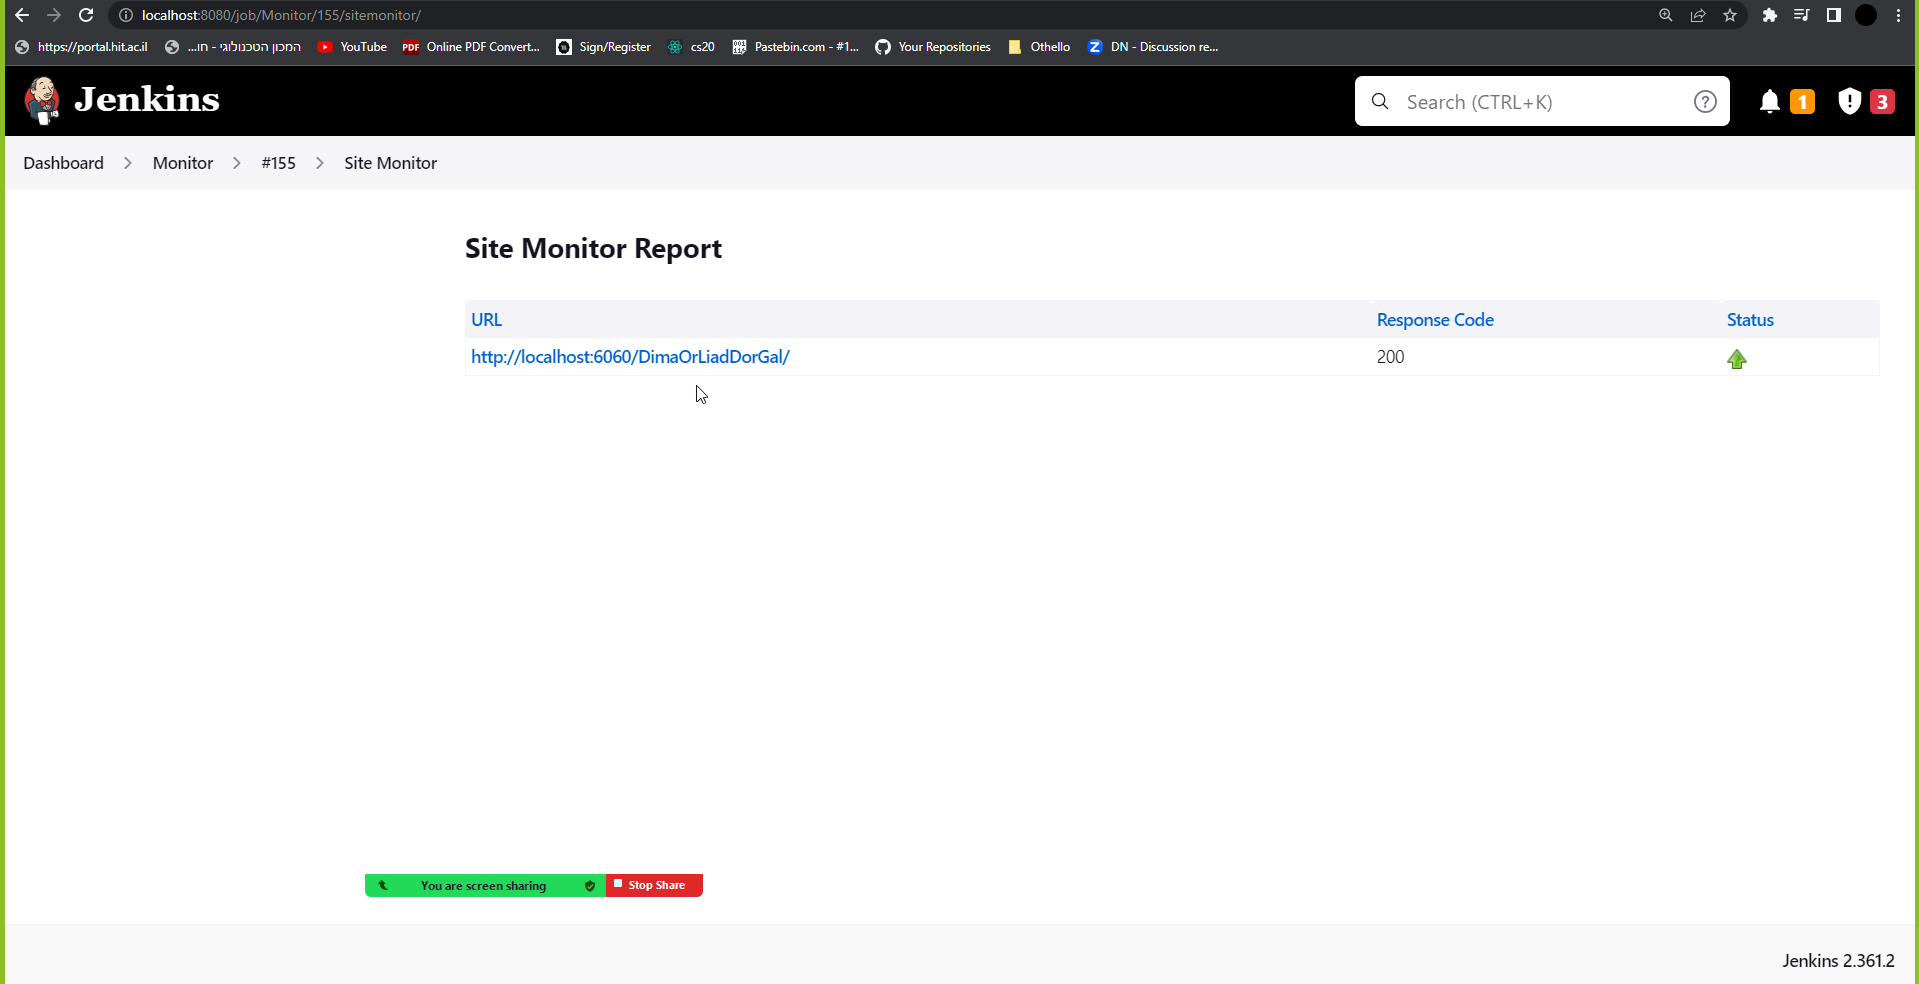 localhost:8080/job/Monitor/155/sitemonitor/
https://portal.hit.ac.il
המכון הטכנולוגי - חו...
YouTube
PDF Online PDF Convert...
Sign/Register
cs20
Pastebin.com - #1...
Your Repositories
Othello
Z DN - Discussion re...
Jenkins
Search (CTRL+K)
?
1
3
Dashboard > Monitor > #155 > Site Monitor
Site Monitor Report
URL Response Code Status
http://localhost:6060/DimaOrLiadDorGal/ 200
You are screen sharing Stop Share
Jenkins 2.361.2